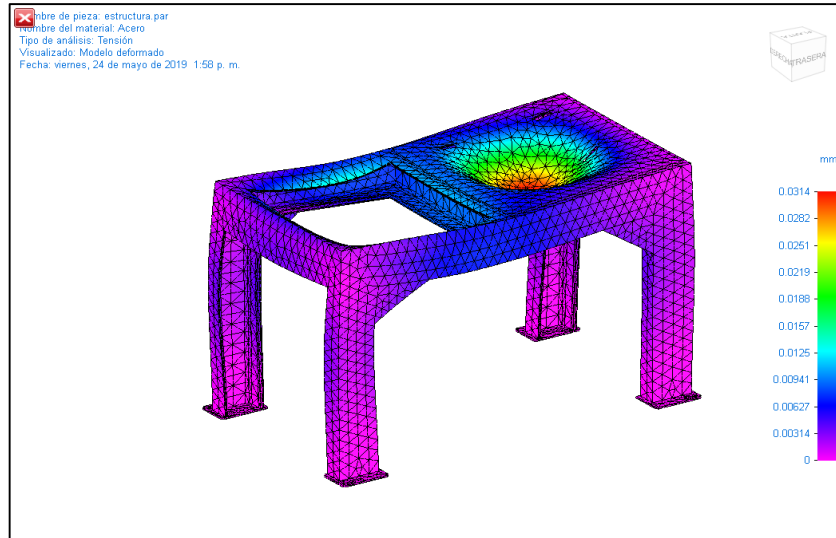 mbre de pieza: estructura.par
Nombre del material: Acero
Tipo de análisis: Tensión
Visualizado: Modelo deformado
Fecha: viernes, 24 de mayo de 2019 1:58 p. m.
TRASERA
mm
0.0314
0.0282
0.0251
0.0219
0.0188
0.0157
0.0125
0.00941
0.00627
0.00314
0